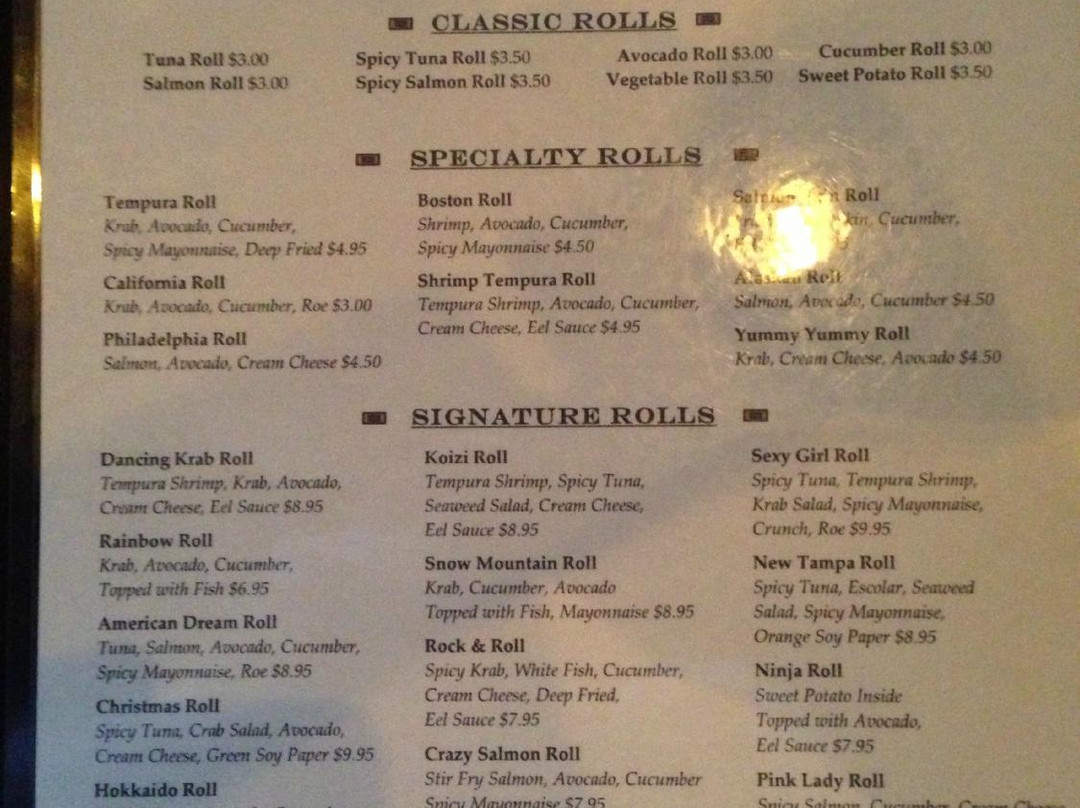 CLASSIC ROLLS
Tuna Roll $3.00
Salmon Roll $3.00
Spicy Tuna Roll $3.50
Spicy Salmon Roll $3.50
Avocado Roll $3.00
Vegetable Roll $3.50
Cucumber Roll $3.00
Sweet Potato Roll $3.50
SPECIALTY ROLLS
Tempura Roll
Krab, Avocado, Cucumber,
Spicy Mayonnaise, Deep Fried $4.95
California Roll
Krab, Avocado, Cucumber, Roe $3.00
Philadelphia Roll
Salmon, Avocado, Cream Cheese $4.50
Boston Roll
Shrimp, Avocado, Cucumber,
Spicy Mayonnaise $4.50
Shrimp Tempura Roll
Tempura Shrimp, Avocado, Cucumber,
Cream Cheese, Eel Sauce $4.95
Salmon Roll
Cucumber,
Alaskan Roll
Salmon, Avocado, Cucumber $4.50
Yummy Yummy Roll
Krab, Cream Cheese, Avocado $4.50
SIGNATURE ROLLS
Dancing Krab Roll
Tempura Shrimp, Krab, Avocado,
Cream Cheese, Eel Sauce $8.95
Rainbow Roll
Krab, Avocado, Cucumber,
Topped with Fish $6.95
American Dream Roll
Tuna, Salmon, Avocado, Cucumber,
Spicy Mayonnaise, Roe $8.95
Christmas Roll
Spicy Tuna, Crab Salad, Avocado,
Cream Cheese, Green Soy Paper $9.95
Hokkaido Roll
Koizi Roll
Tempura Shrimp, Spicy Tuna,
Seaweed Salad, Cream Cheese,
Eel Sauce $8.95
Snow Mountain Roll
Krab, Cucumber, Avocado
Topped with Fish, Mayonnaise $8.95
Rock & Roll
Spicy Krab, White Fish, Cucumber,
Cream Cheese, Deep Fried,
Eel Sauce $7.95
Crazy Salmon Roll
Stir Fry Salmon, Avocado, Cucumber
Spicy Mayonnaise $7.95
Sexy Girl Roll
Spicy Tuna, Tempura Shrimp,
Krab Salad, Spicy Mayonnaise,
Crunch, Roe $9.95
New Tampa Roll
Spicy Tuna, Escolar, Seaweed
Salad, Spicy Mayonnaise,
Orange Soy Paper $8.95
Ninja Roll
Sweet Potato Inside
Topped with Avocado,
Eel Sauce $7.95
Pink Lady Roll
Spicy Salmon, Cucumber, Cream Cheese